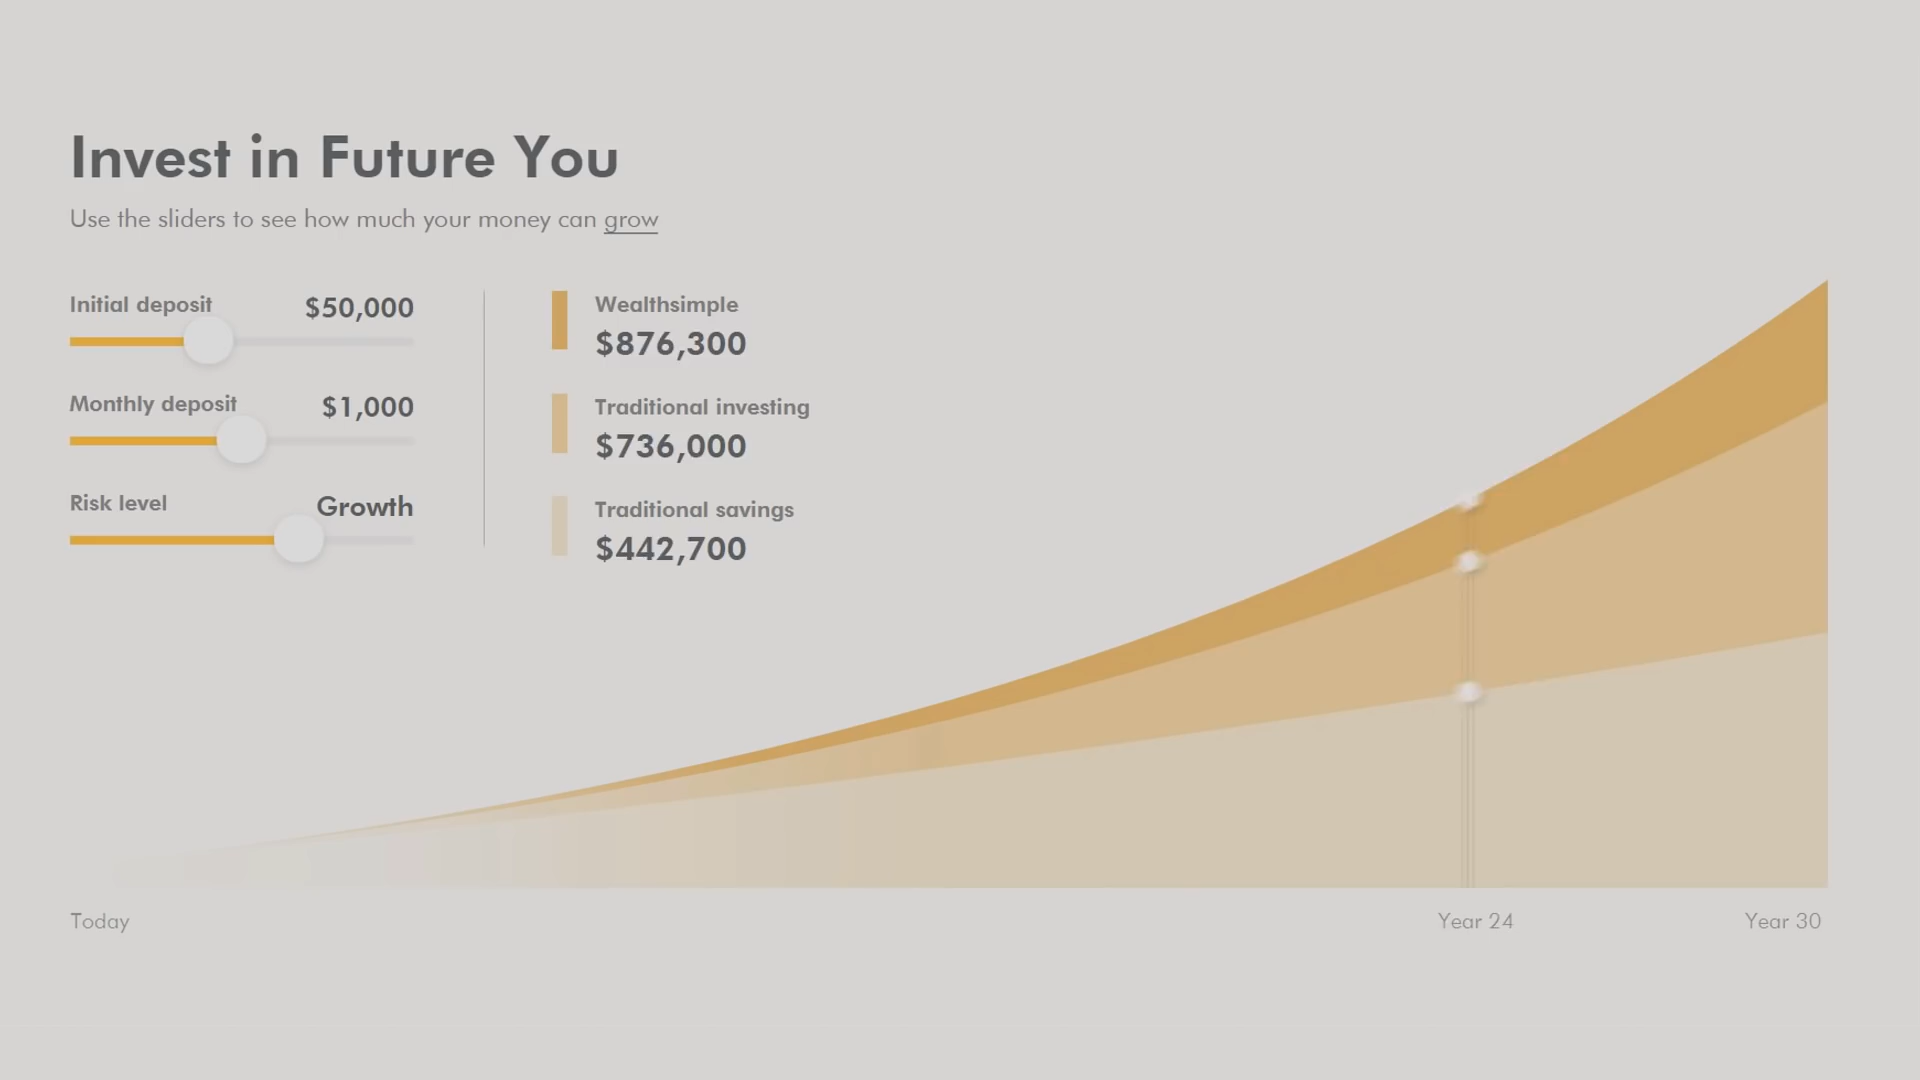 Invest in Future You
Use the sliders to see how much your money can grow
Initial deposit $50,000
Monthly deposit $1,000
Risk level Growth
Wealthsimple
$876,300
Traditional investing
$736,000
Traditional savings
$442,700
Today Year 24 Year 30